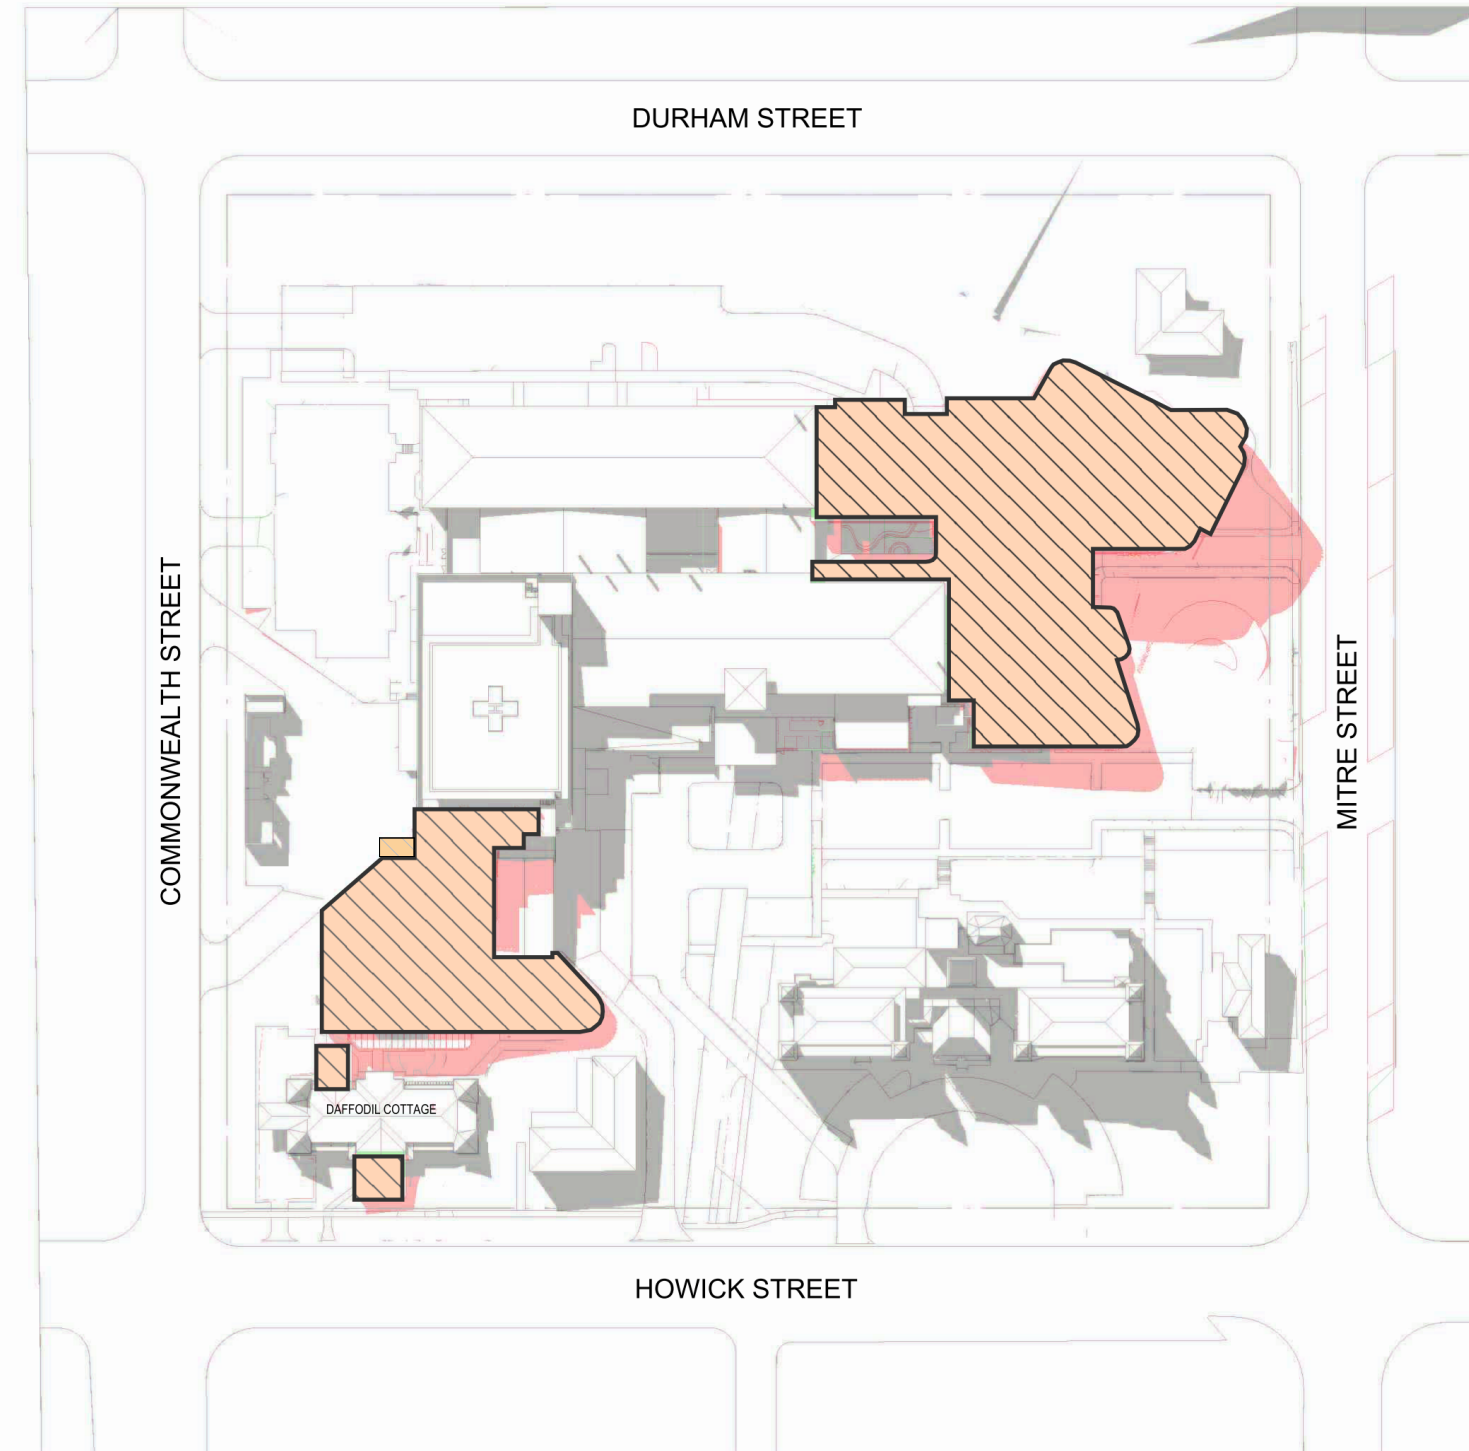 DURHAM STREET
COMMONWEALTH STREET
MITRE STREET
DAFFODIL COTTAGE
HOWICK STREET